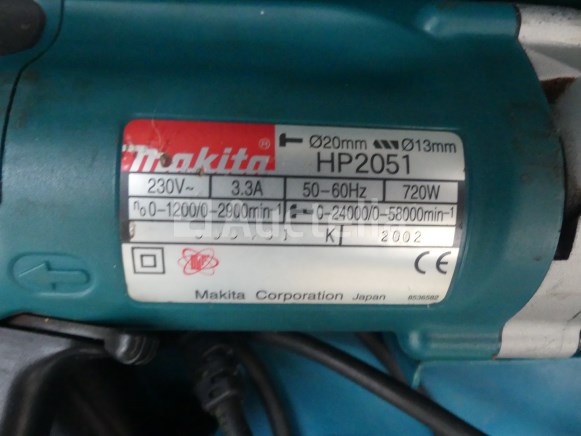 makita® Ø20mm Ø13mm
HP2051
230V~ 3.3A 50-60Hz 720W
n0 0-1200/0-2900min-1 0-24000/0-58000min-1
K 2002
CE
Makita Corporation Japan